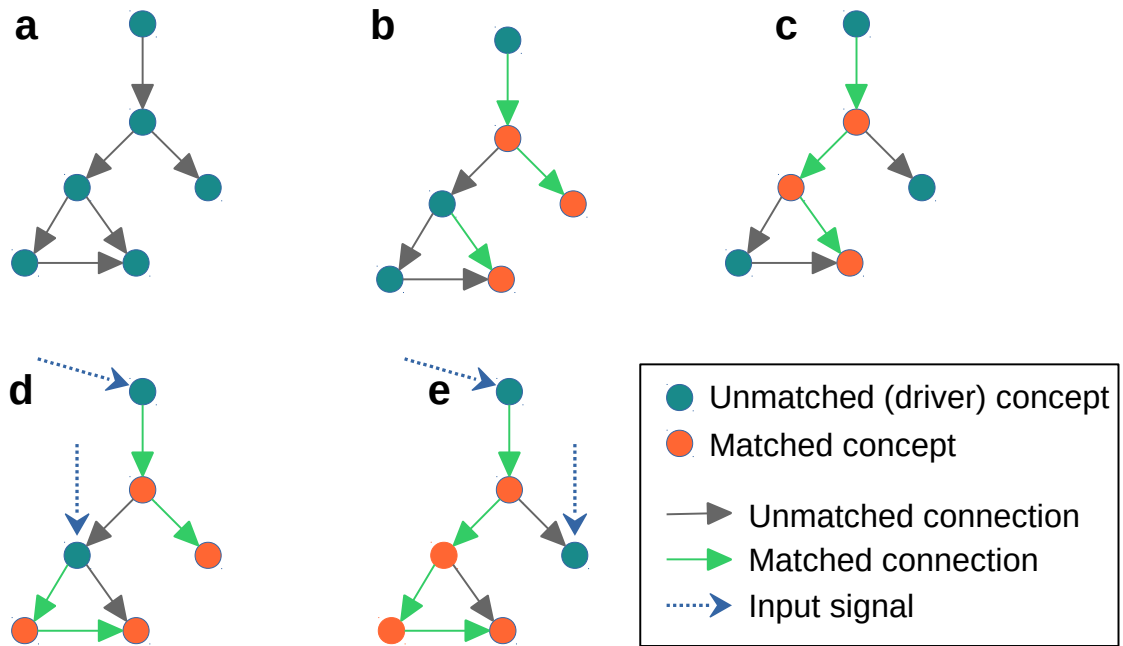 a
b
c
d
e
Unmatched (driver) concept
Matched concept
Unmatched connection
Matched connection
Input signal